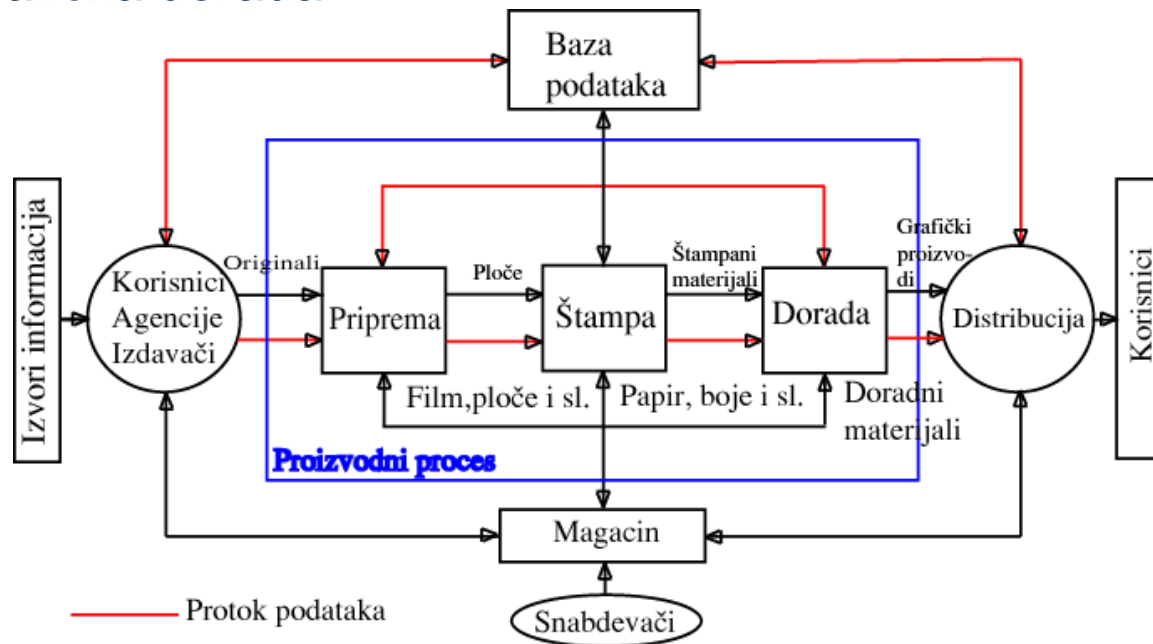 Baza
podataka
Izvori informacija
Korisnici
Agencije
Izdavači
Originali
Priprema
Ploče
Štampa
Štampani
materijali
Dorada
Grafički
proizvo-
di
Distribucija
Korisnici
Film,ploče i sl.
Papir, boje i sl.
Doradni
materijali
Proizvodni proces
Magacin
Snabdevači
Protok podataka